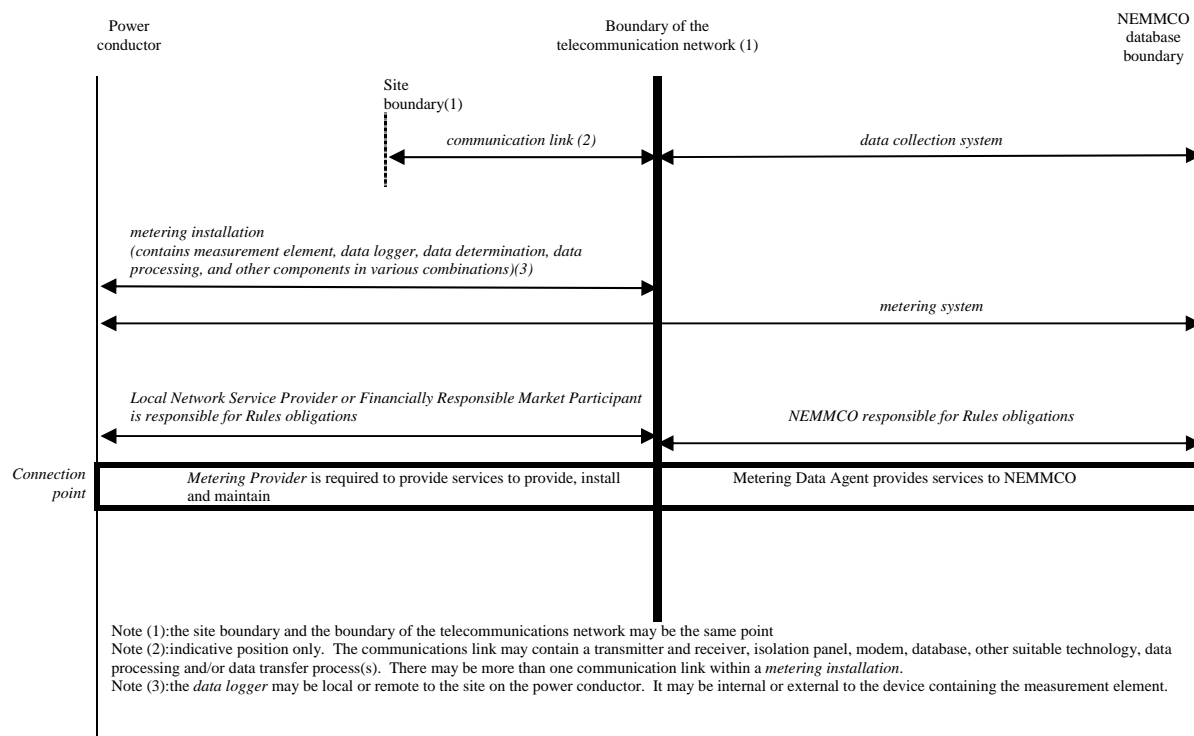 Power
conductor
Boundary of the
telecommunication network (1)
NEMMCO
database
boundary
Site
boundary(1)
communication link (2)
data collection system
metering installation
(contains measurement element, data logger, data determination, data
processing, and other components in various combinations)(3)
metering system
Local Network Service Provider or Financially Responsible Market Participant
is responsible for Rules obligations
NEMMCO responsible for Rules obligations
Connection
point
Metering Provider is required to provide services to provide, install
and maintain
Metering Data Agent provides services to NEMMCO
Note (1):the site boundary and the boundary of the telecommunications network may be the same point
Note (2):indicative position only. The communications link may contain a transmitter and receiver, isolation panel, modem, database, other suitable technology, data
processing and/or data transfer process(s). There may be more than one communication link within a metering installation.
Note (3):the data logger may be local or remote to the site on the power conductor. It may be internal or external to the device containing the measurement element.